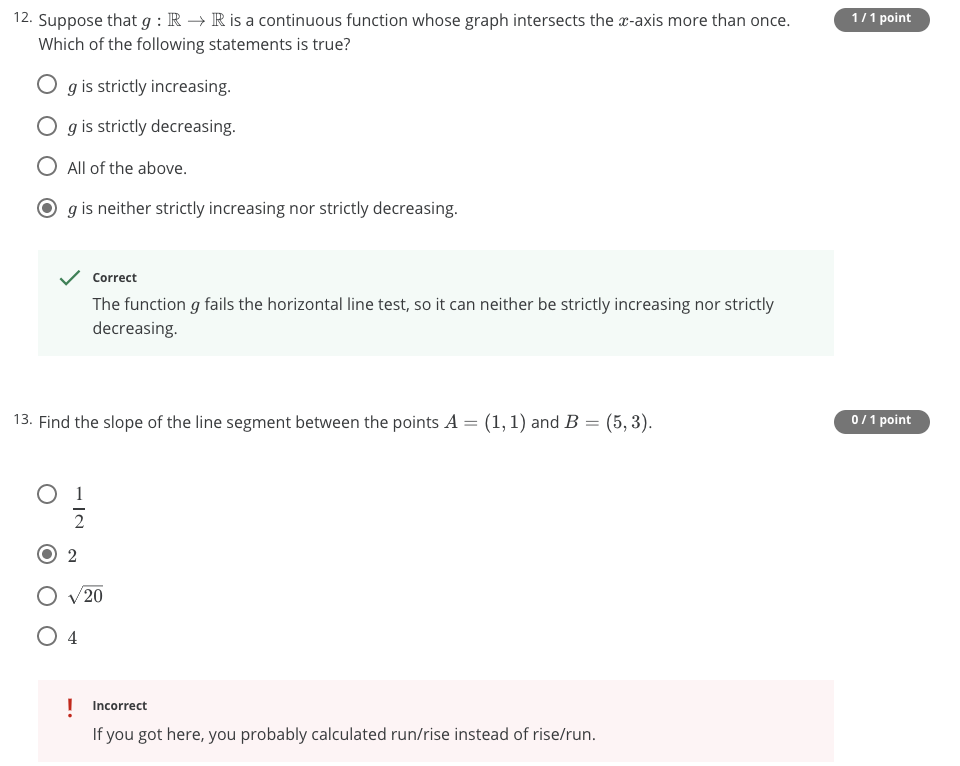 12. Suppose that g : ℝ → ℝ is a continuous function whose graph intersects the x-axis more than once. 1 / 1 point
Which of the following statements is true?
g is strictly increasing.
g is strictly decreasing.
All of the above.
g is neither strictly increasing nor strictly decreasing.
Correct
The function g fails the horizontal line test, so it can neither be strictly increasing nor strictly
decreasing.
13. Find the slope of the line segment between the points A = (1, 1) and B = (5, 3). 0 / 1 point
1/2
2
√20
4
! Incorrect
If you got here, you probably calculated run/rise instead of rise/run.